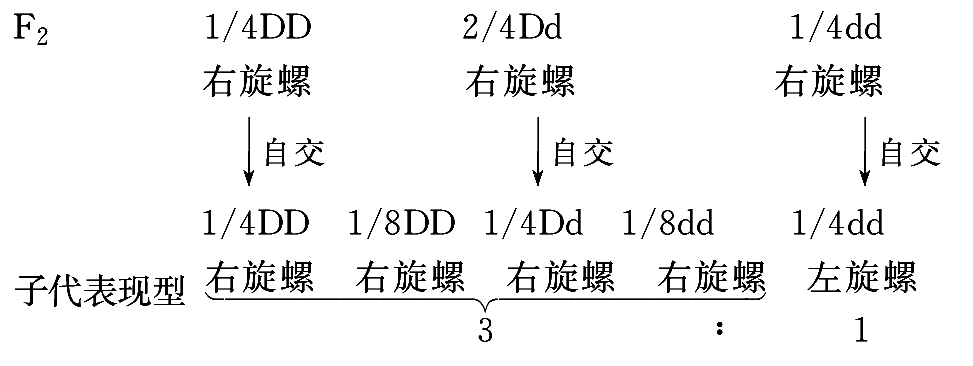 F₂ 1/4DD 2/4Dd 1/4dd
右旋螺 右旋螺 右旋螺
自交 自交 自交
1/4DD 1/8DD 1/4Dd 1/8dd 1/4dd
子代表现型 右旋螺 右旋螺 右旋螺 右旋螺 左旋螺
3 : 1